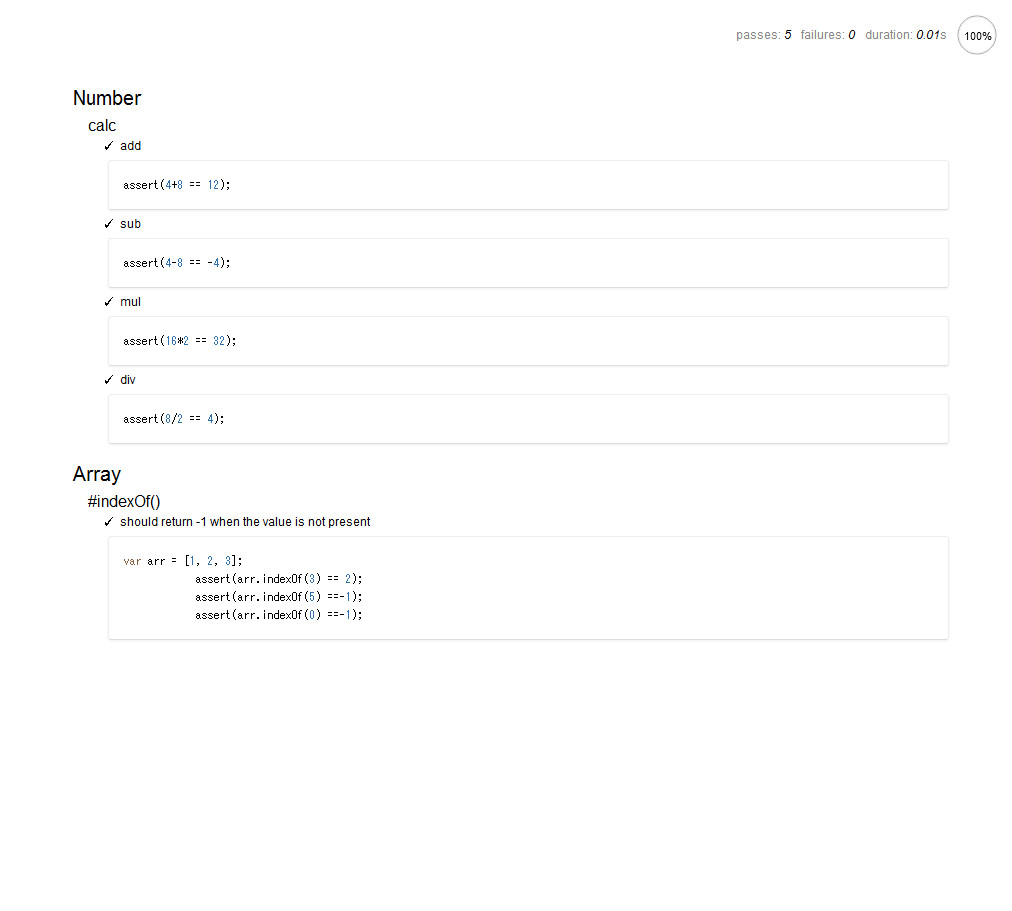 passes: 5 failures: 0 duration: 0.01s 100%
Number
calc
✓ add
assert(4+8 == 12);
✓ sub
assert(4-8 == -4);
✓ mul
assert(16*2 == 32);
✓ div
assert(8/2 == 4);
Array
#indexOf()
✓ should return -1 when the value is not present
var arr = [1, 2, 3];
assert(arr.indexOf(3) == 2);
assert(arr.indexOf(5) ==-1);
assert(arr.indexOf(0) ==-1);